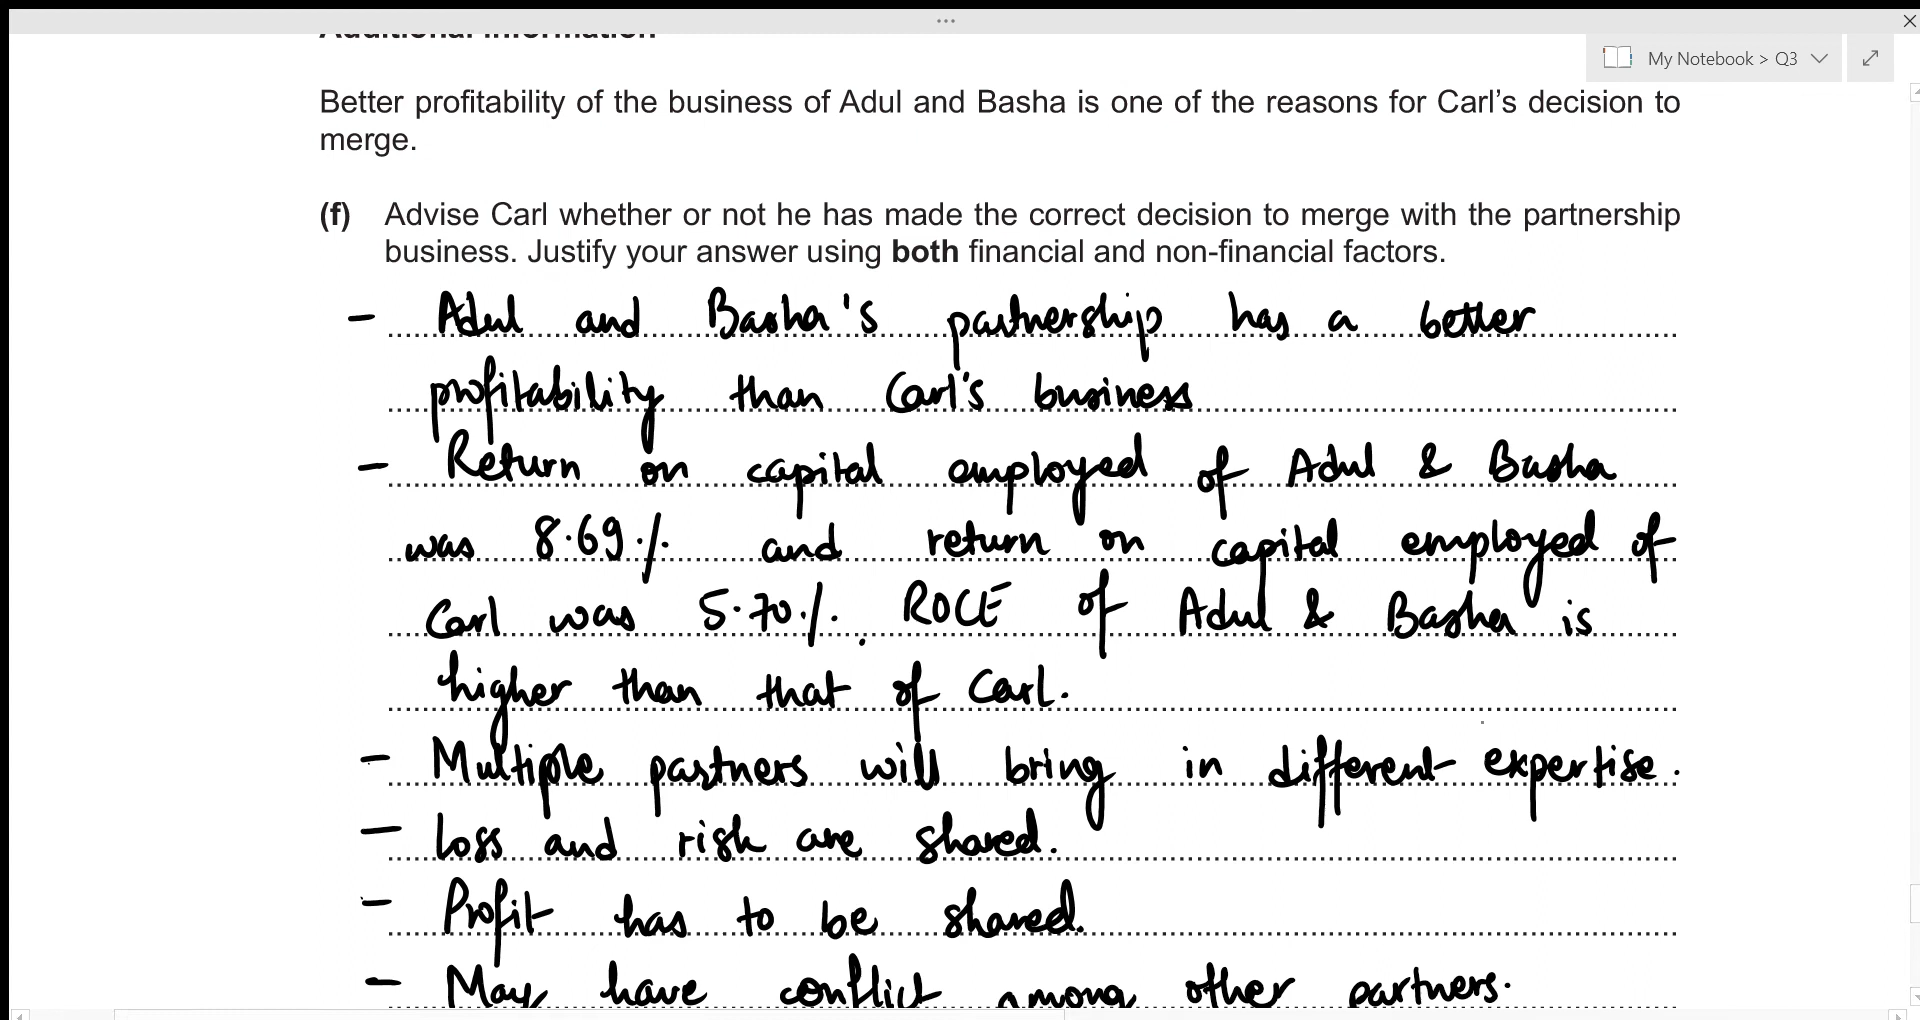 ...
Additional information
My Notebook > Q3
Better profitability of the business of Adul and Basha is one of the reasons for Carl's decision to
merge.
(f) Advise Carl whether or not he has made the correct decision to merge with the partnership
business. Justify your answer using both financial and non-financial factors.
- Adul and Basha's partnership has a better
profitability than Carl's business
- Return on capital employed of Adul & Basha
was 8.69% and return on capital employed of
Carl was 5.70%. ROCE of Adul & Basha is
higher than that of Carl.
- Multiple partners will bring in different expertise.
- Loss and risk are shared.
- Profit has to be shared.
- May have conflict among other partners.